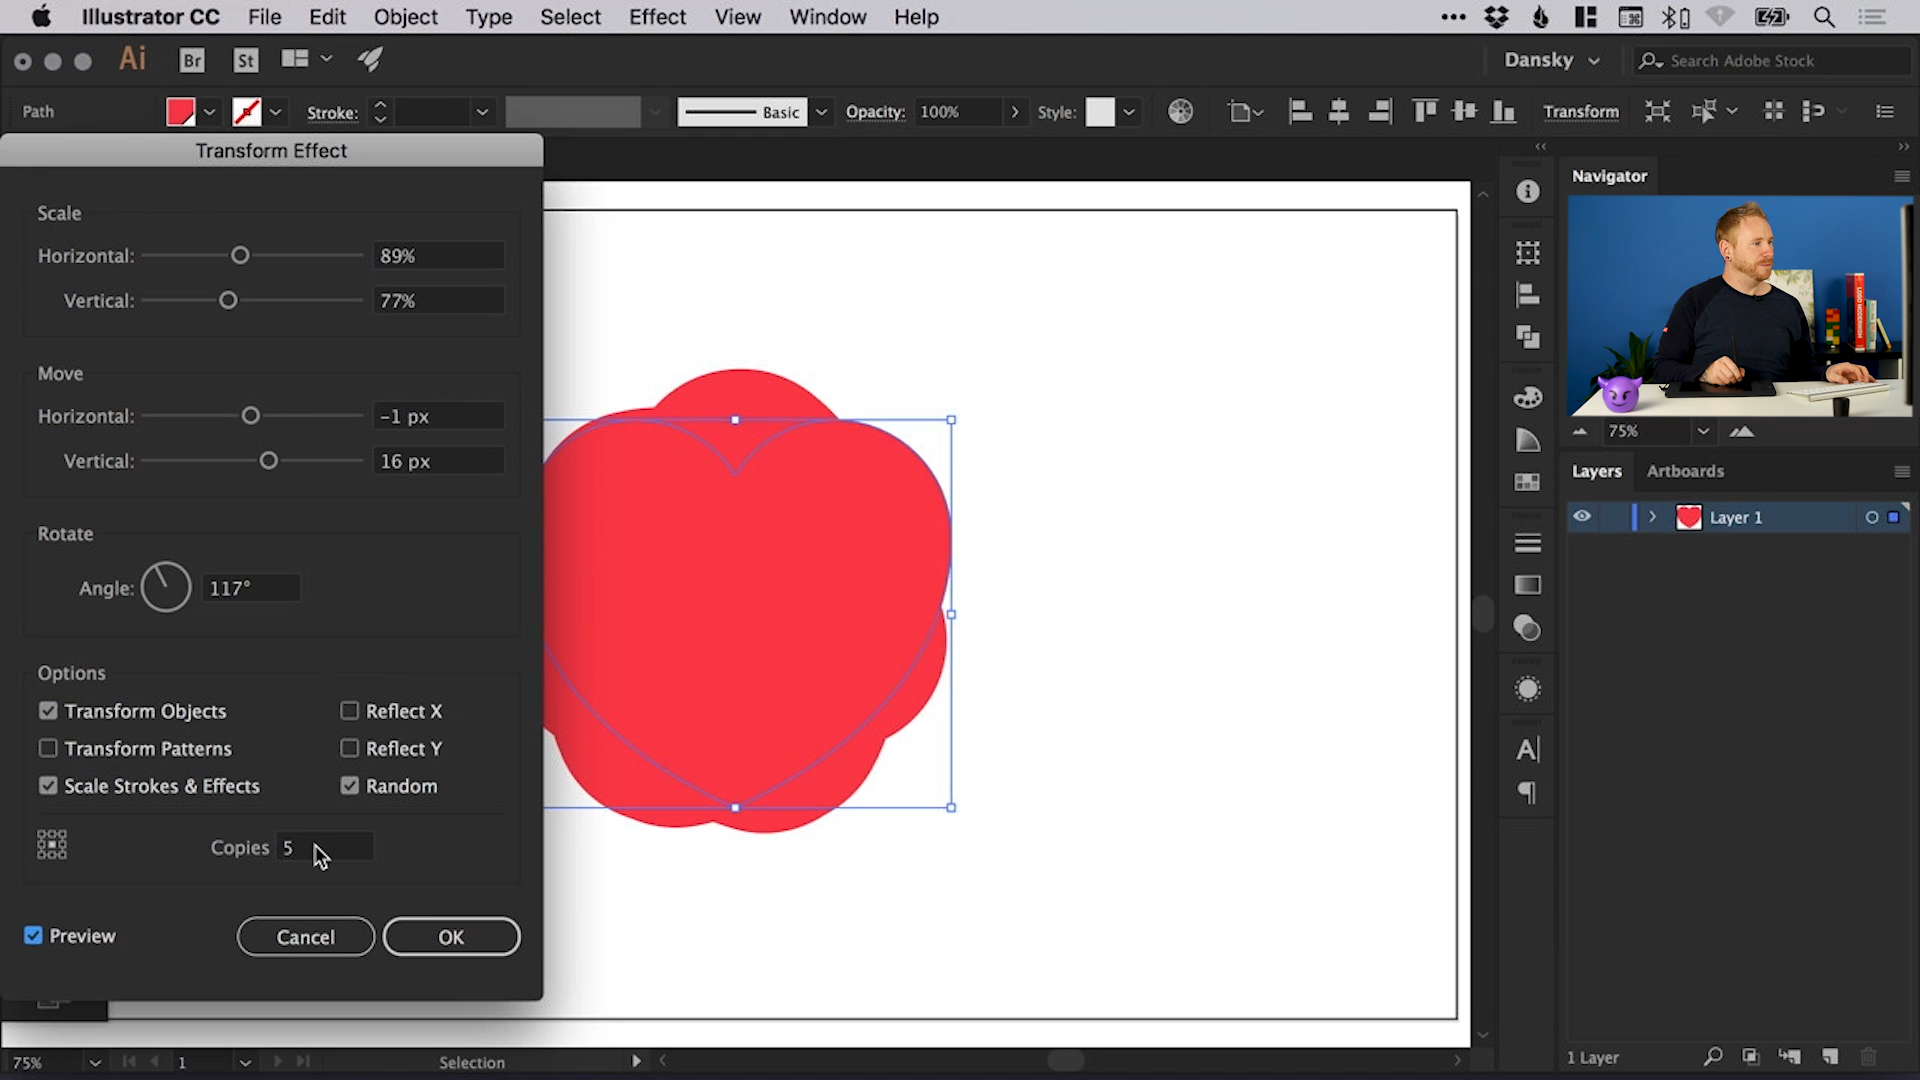 Illustrator CC File Edit Object Type Select Effect View Window Help
Ai Br St Dansky Search Adobe Stock
Path Stroke: Basic Opacity: 100% Style: Transform
Transform Effect
Scale
Horizontal: 89%
Vertical: 77%
Move
Horizontal: -1 px
Vertical: 16 px
Rotate
Angle: 117°
Options
Transform Objects Reflect X
Transform Patterns Reflect Y
Scale Strokes & Effects Random
Copies 5
Preview Cancel OK
75% 1 Selection
Navigator
75%
Layers Artboards
Layer 1
1 Layer